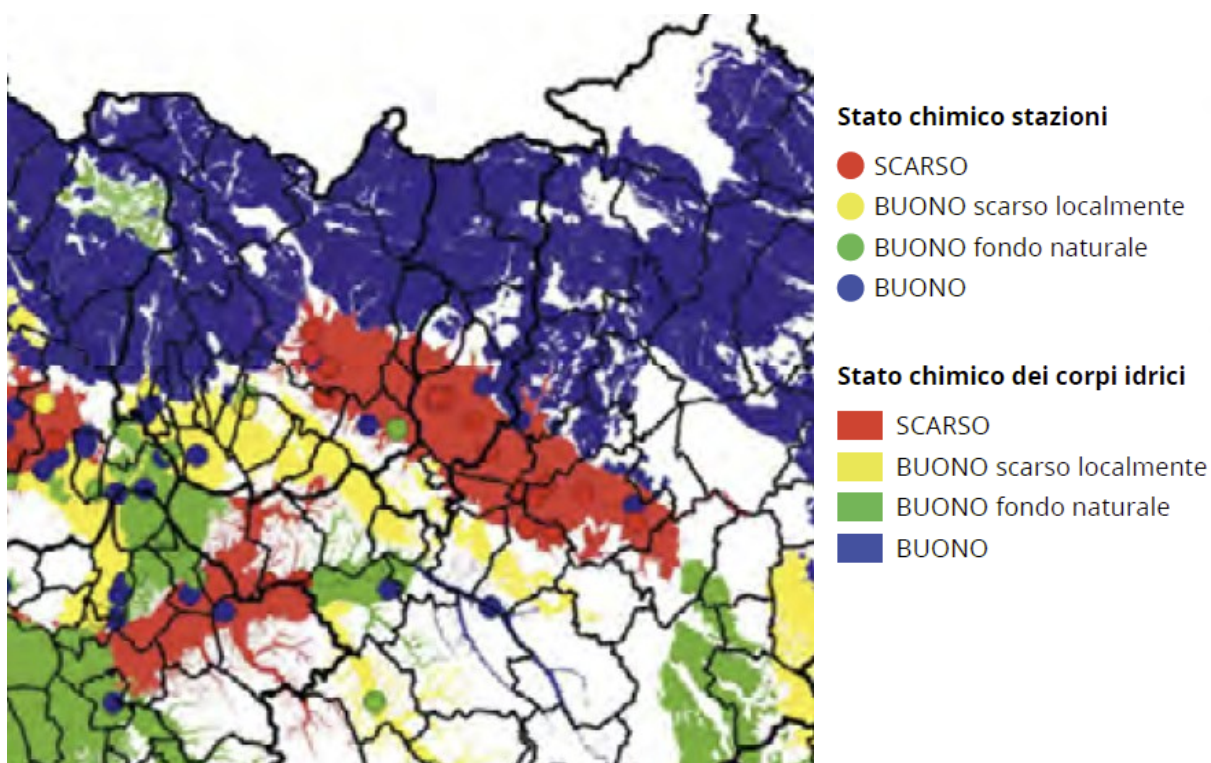 Stato chimico stazioni
SCARSO
BUONO scarso localmente
BUONO fondo naturale
BUONO
Stato chimico dei corpi idrici
SCARSO
BUONO scarso localmente
BUONO fondo naturale
BUONO